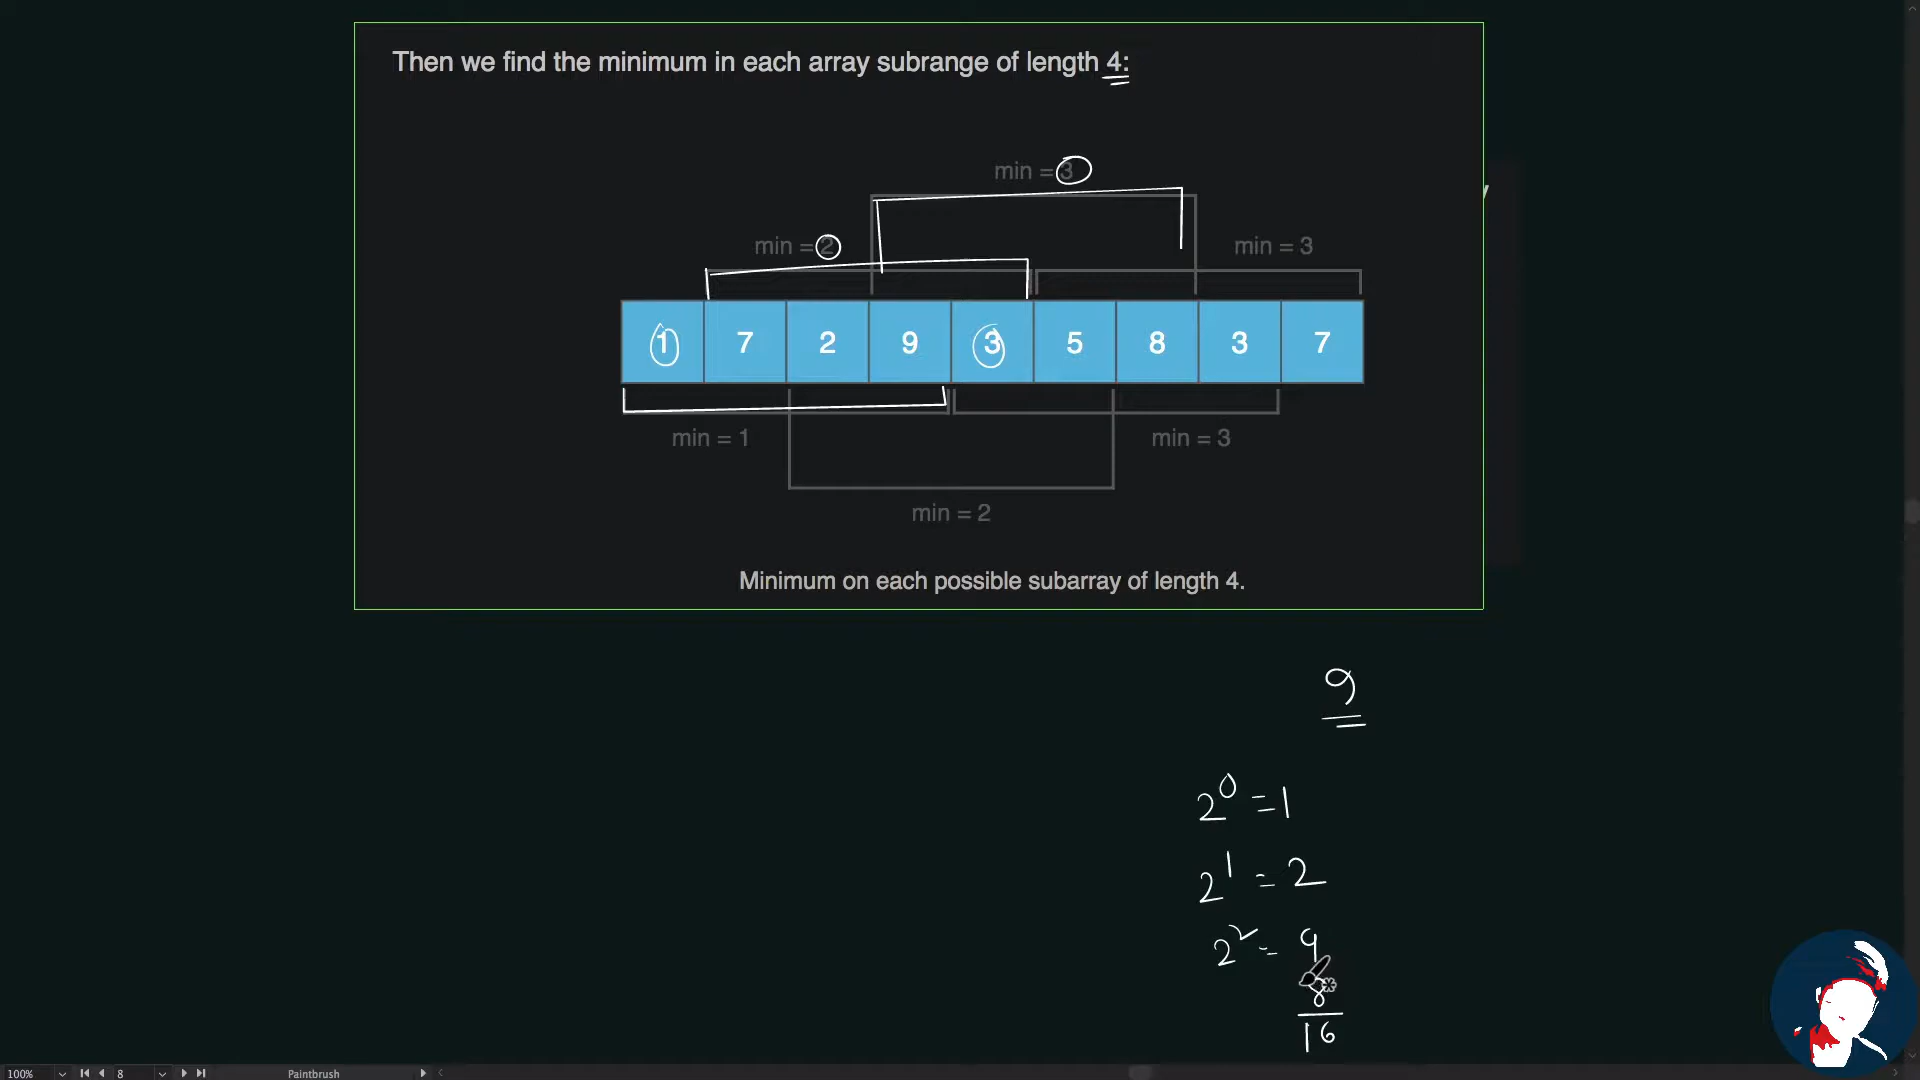 Then we find the minimum in each array subrange of length 4:
min = 3
min = 2
min = 3
1 7 2 9 3 5 8 3 7
min = 1
min = 3
min = 2
Minimum on each possible subarray of length 4.
9
2^0 = 1
2^1 = 2
2^2 = 4
8
16
100%
8
Paintbrush